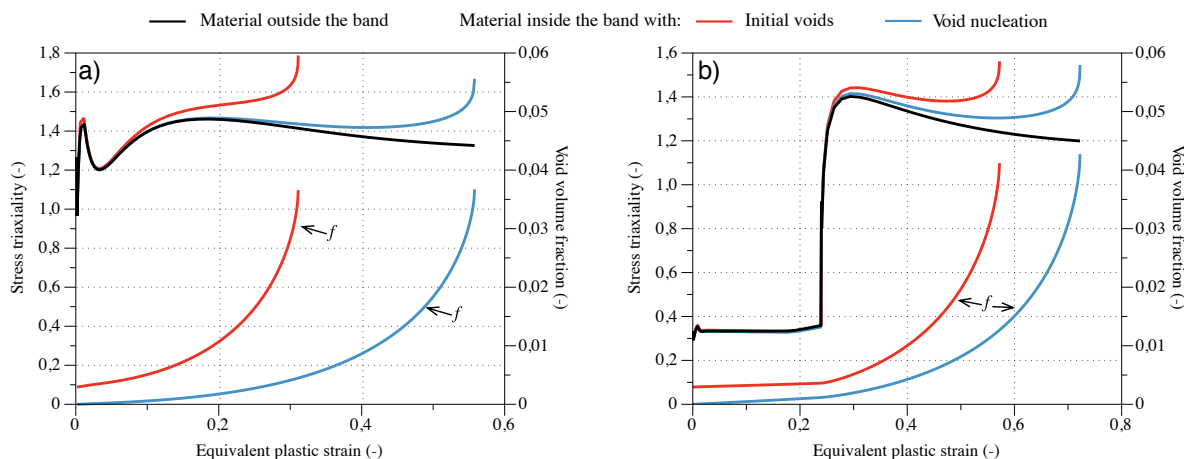 Material outside the band Material inside the band with: Initial voids Void nucleation
a)
Stress triaxiality (-)
1,8
1,6
1,4
1,2
1,0
0,8
0,6
0,4
0,2
0
0,06
0,05
0,04
0,03
0,02
0,01
0
Void volume fraction (-)
f
f
0 0,2 0,4 0,6
Equivalent plastic strain (-)
b)
Stress triaxiality (-)
1,8
1,6
1,4
1,2
1,0
0,8
0,6
0,4
0,2
0
0,06
0,05
0,04
0,03
0,02
0,01
0
Void volume fraction (-)
f
0 0,2 0,4 0,6 0,8
Equivalent plastic strain (-)